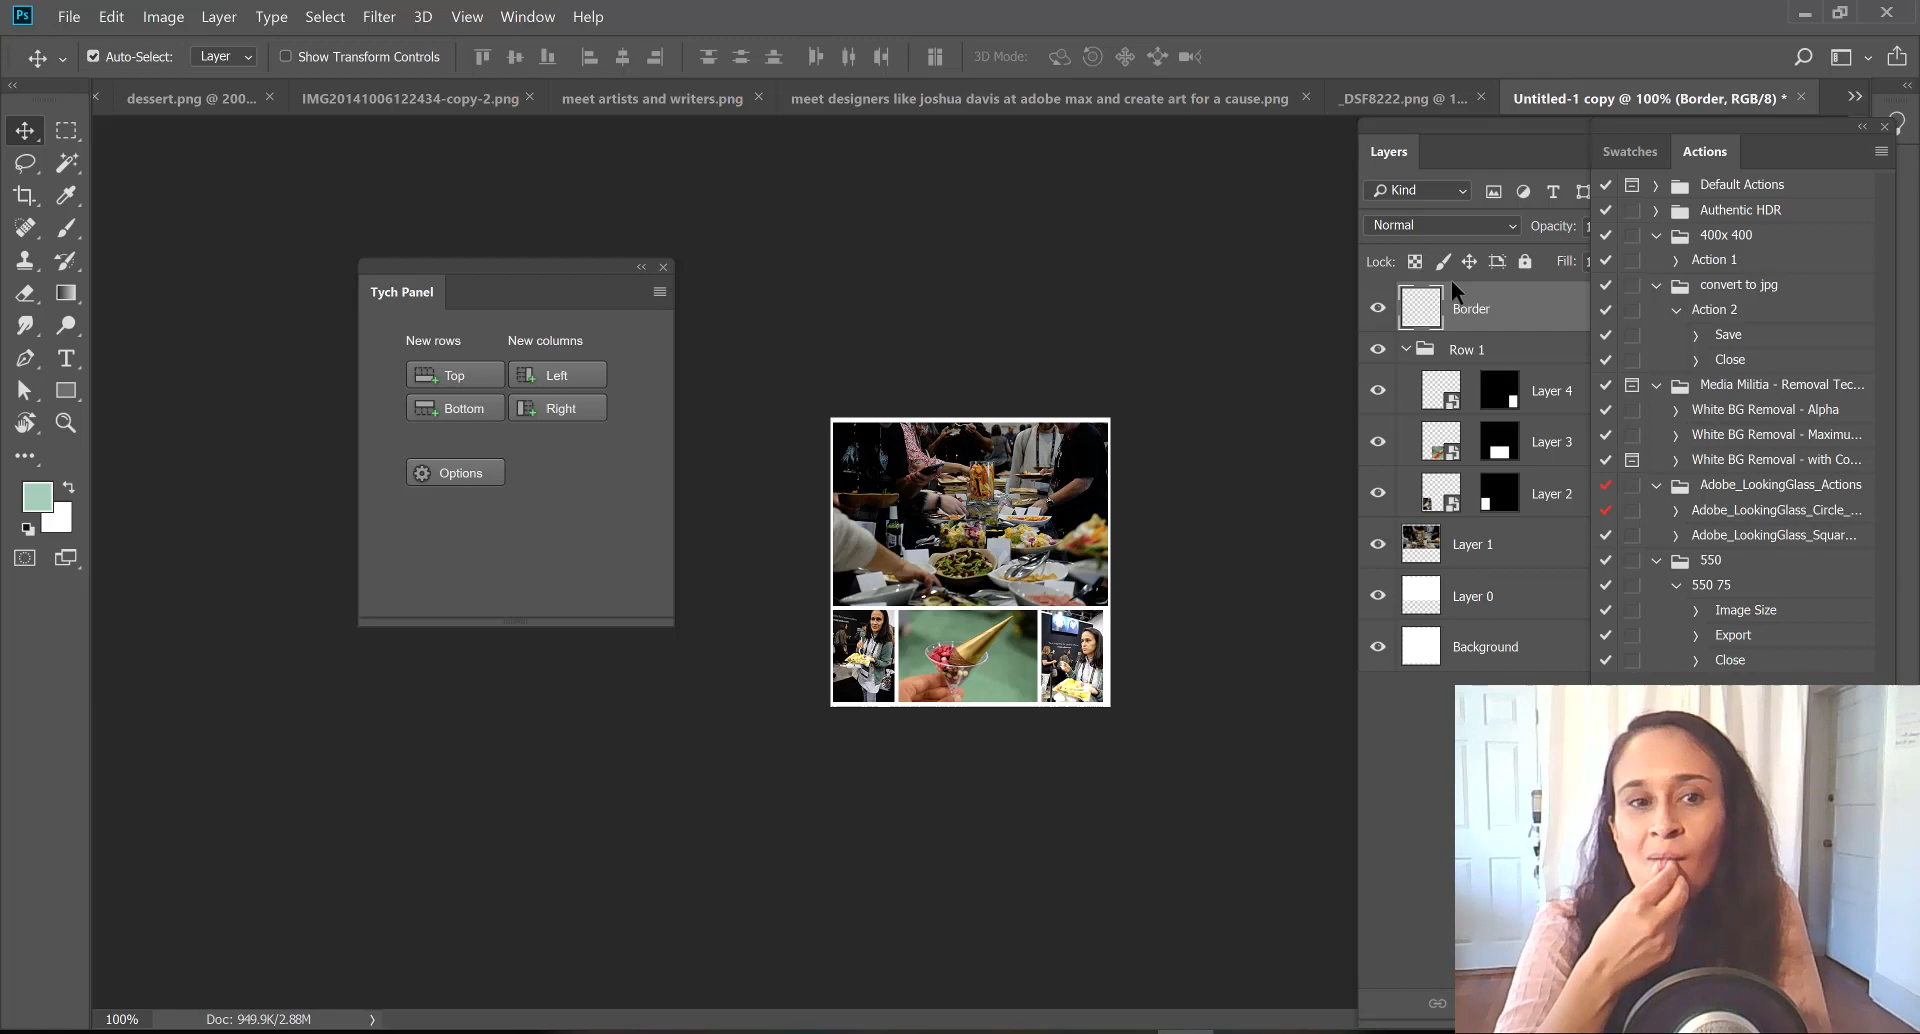 Ps File Edit Image Layer Type Select Filter 3D View Window Help
Auto-Select: Layer Show Transform Controls 3D Mode:
dessert.png @ 200... IMG20141006122434-copy-2.png meet artists and writers.png meet designers like joshua davis at adobe max and create art for a cause.png _DSF8222.png @ 1... Untitled-1 copy @ 100% (Border, RGB/8) *
Tych Panel
New rows New columns
Top Left
Bottom Right
Options
Layers
Kind
Normal Opacity: 1
Lock: Fill: 1
Border
Row 1
Layer 4
Layer 3
Layer 2
Layer 1
Layer 0
Background
Swatches Actions
Default Actions
Authentic HDR
400x 400
Action 1
convert to jpg
Action 2
Save
Close
Media Militia - Removal Tec...
White BG Removal - Alpha
White BG Removal - Maximu...
White BG Removal - with Co...
Adobe_LookingGlass_Actions
Adobe_LookingGlass_Circle_...
Adobe_LookingGlass_Squar...
550
550 75
Image Size
Export
Close
100% Doc: 949.9K/2.88M